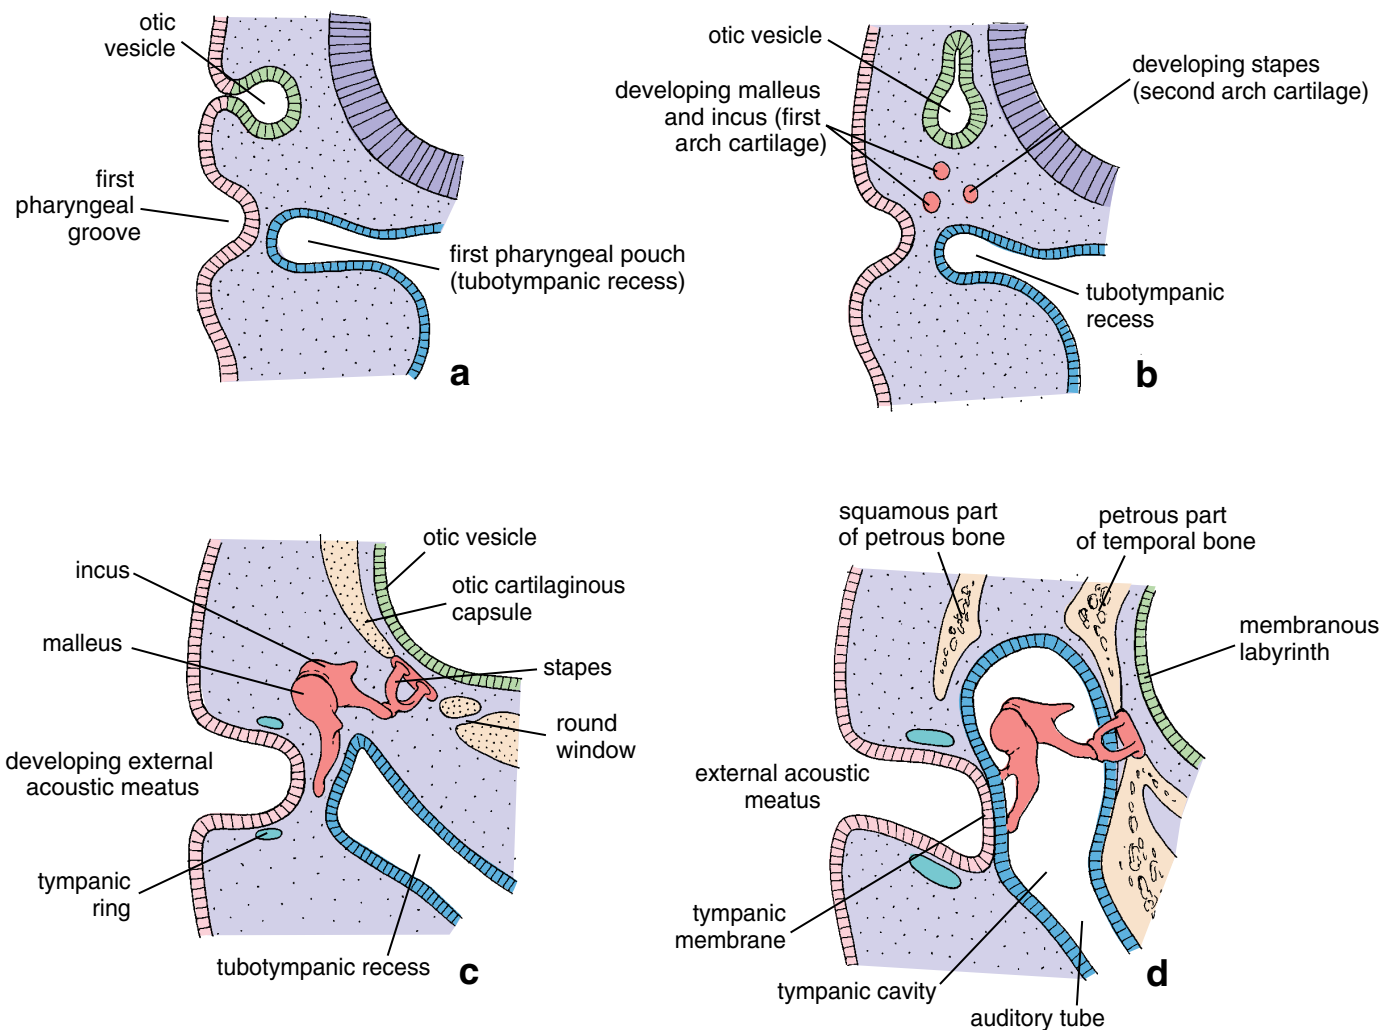 otic
vesicle
first
pharyngeal
groove
first pharyngeal pouch
(tubotympanic recess)
a
otic vesicle
developing malleus
and incus (first
arch cartilage)
developing stapes
(second arch cartilage)
tubotympanic
recess
b
incus
malleus
developing external
acoustic meatus
tympanic
ring
otic vesicle
otic cartilaginous
capsule
stapes
round
window
tubotympanic recess
c
squamous part
of petrous bone
petrous part
of temporal bone
membranous
labyrinth
external acoustic
meatus
tympanic
membrane
tympanic cavity
auditory tube
d